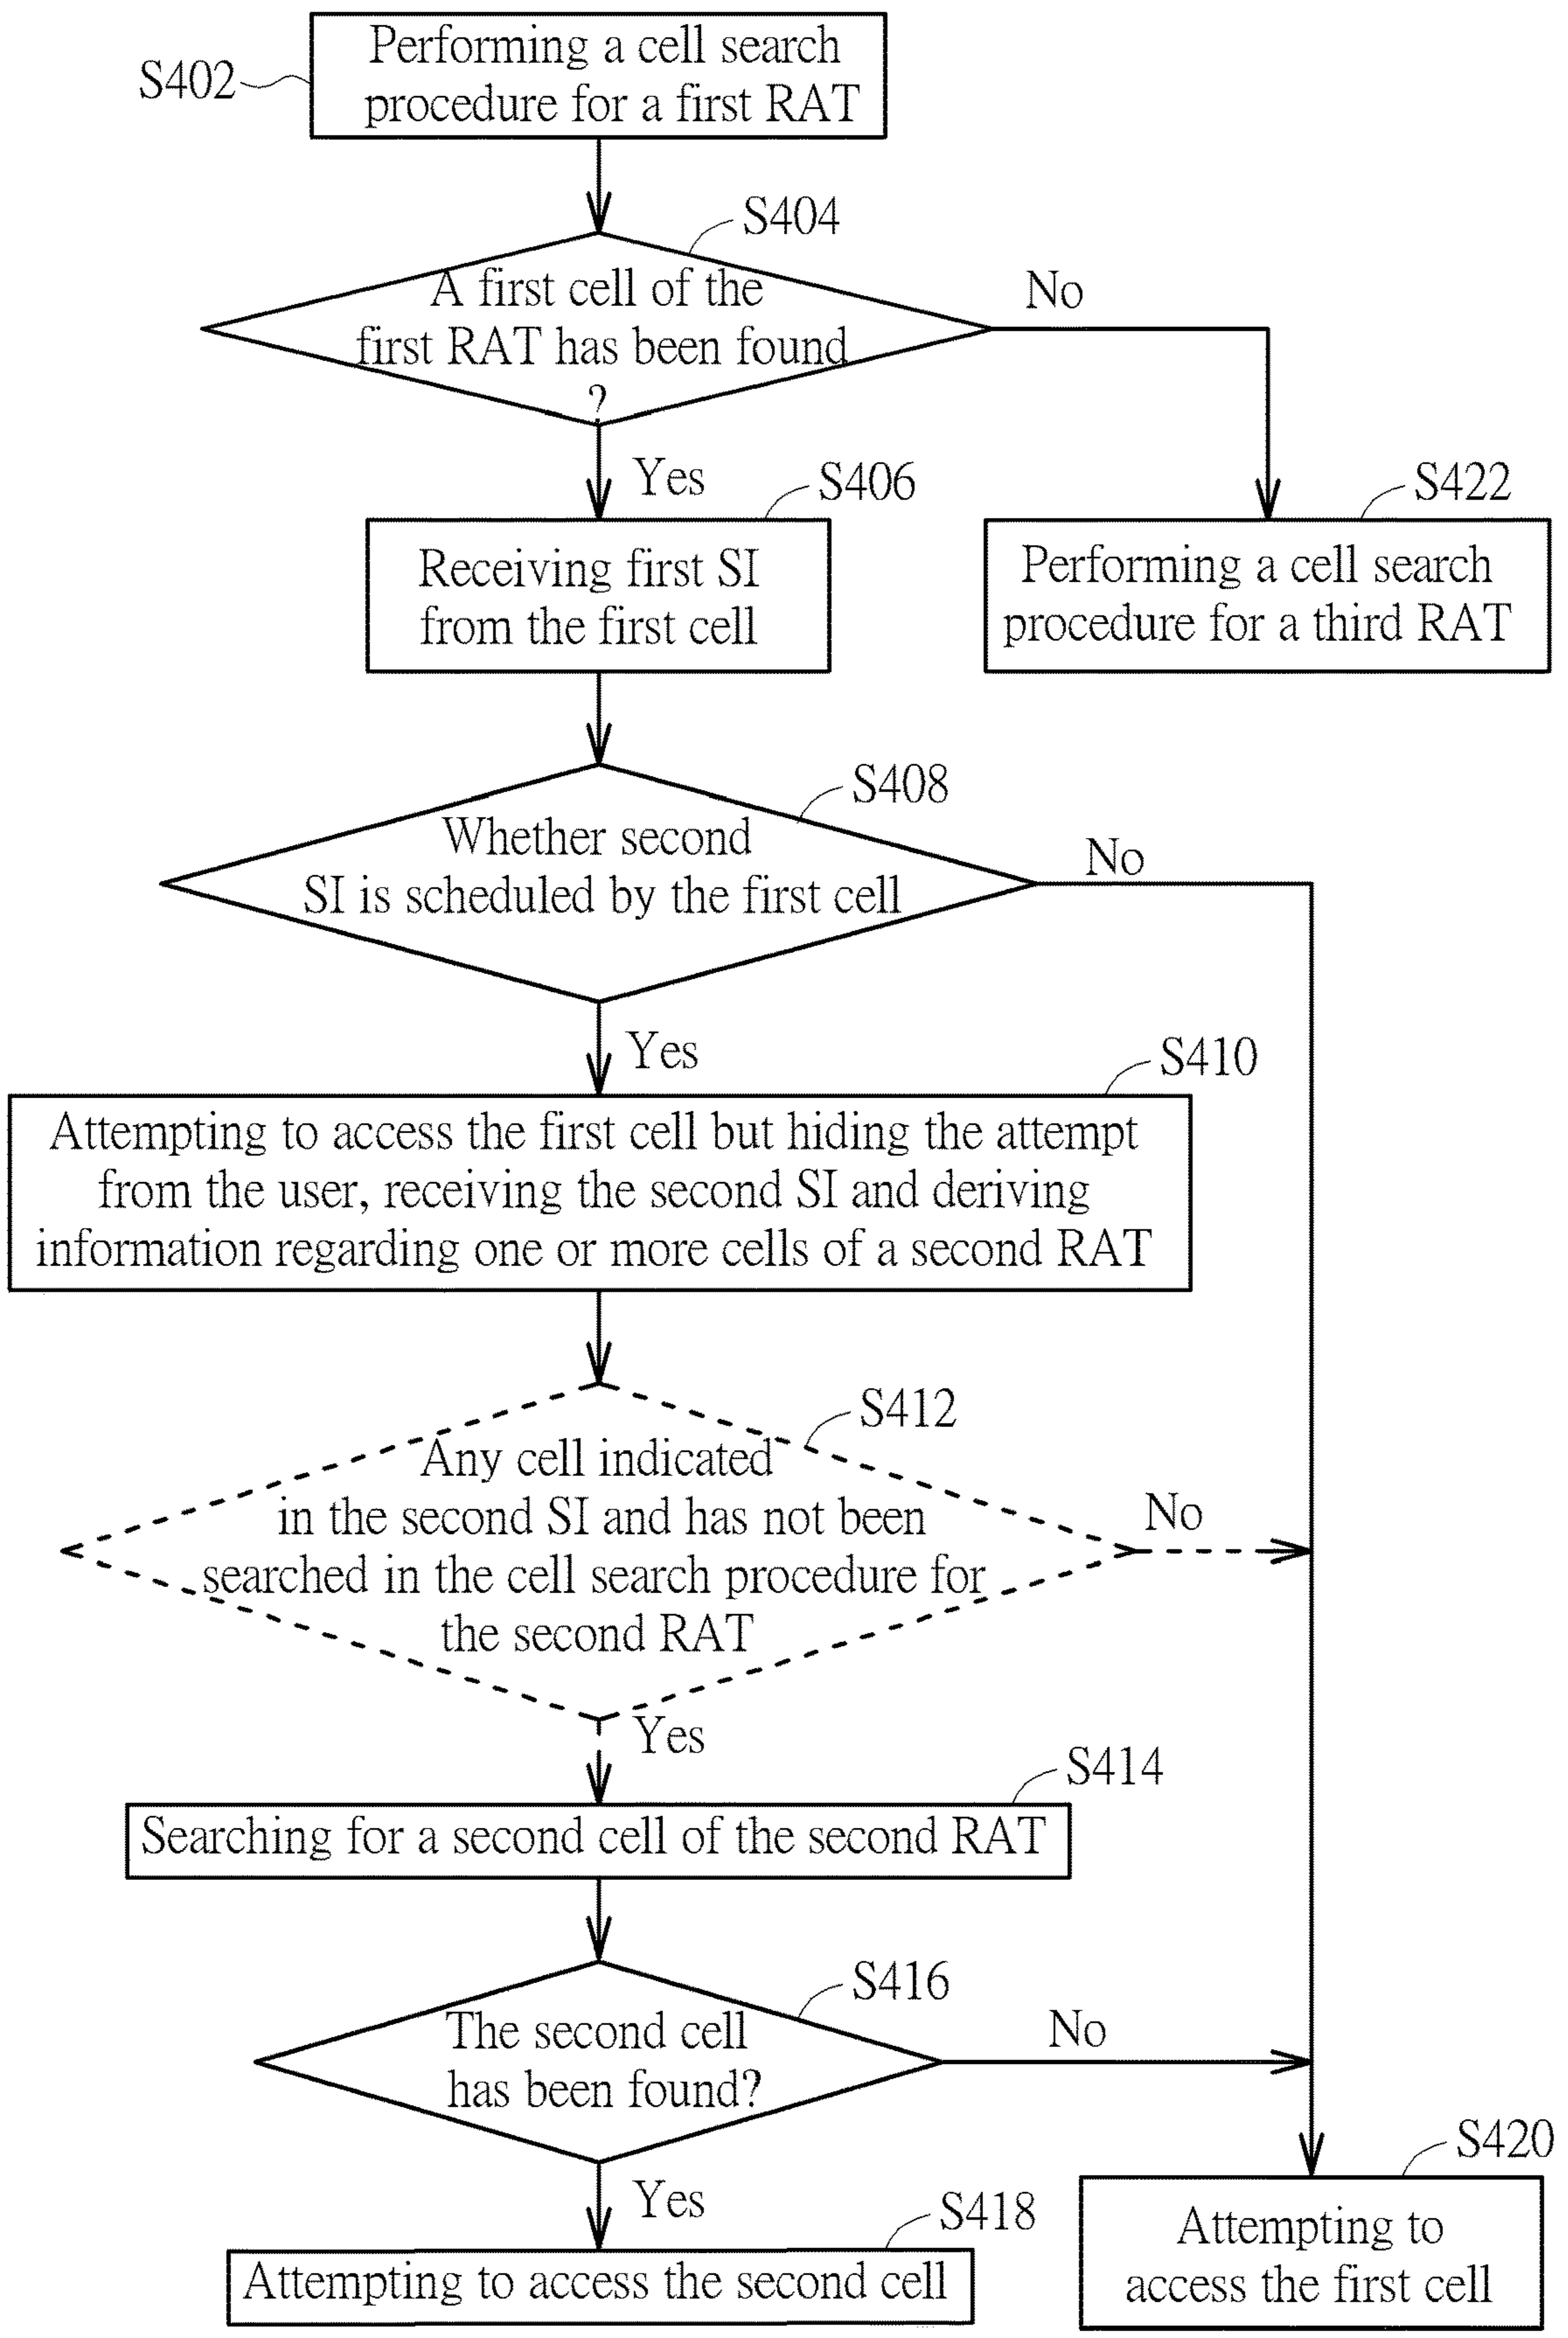 Performing a cell search
procedure for a first RAT
S402
S404
A first cell of the
first RAT has been found
?
No
Yes
S406
S422
Receiving first SI
from the first cell
Performing a cell search
procedure for a third RAT
S408
Whether second
SI is scheduled by the first cell
No
Yes
S410
Attempting to access the first cell but hiding the attempt
from the user, receiving the second SI and deriving
information regarding one or more cells of a second RAT
S412
Any cell indicated
in the second SI and has not been
searched in the cell search procedure for
the second RAT
No
Yes
S414
Searching for a second cell of the second RAT
S416
The second cell
has been found?
No
Yes
S418
Attempting to access the second cell
S420
Attempting to
access the first cell